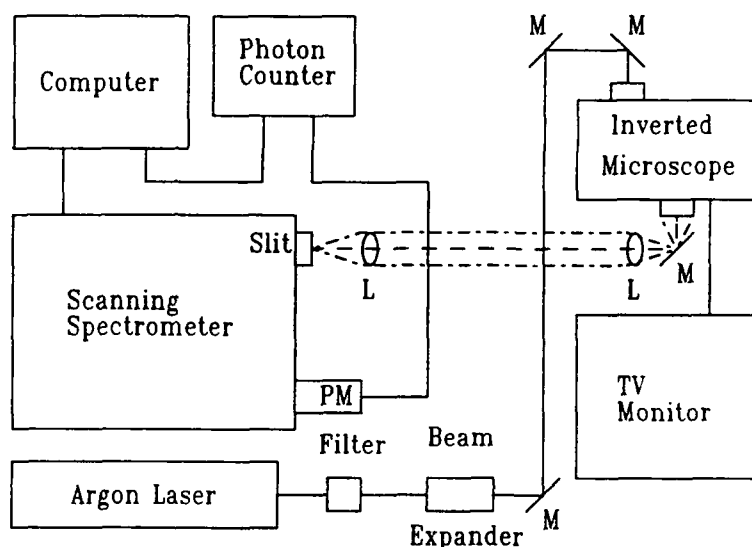 M
M
Photon
Counter
Computer
Inverted
Microscope
Slit
L
L
M
Scanning
Spectrometer
PM
TV
Monitor
Filter
Beam
Expander
Argon Laser
M